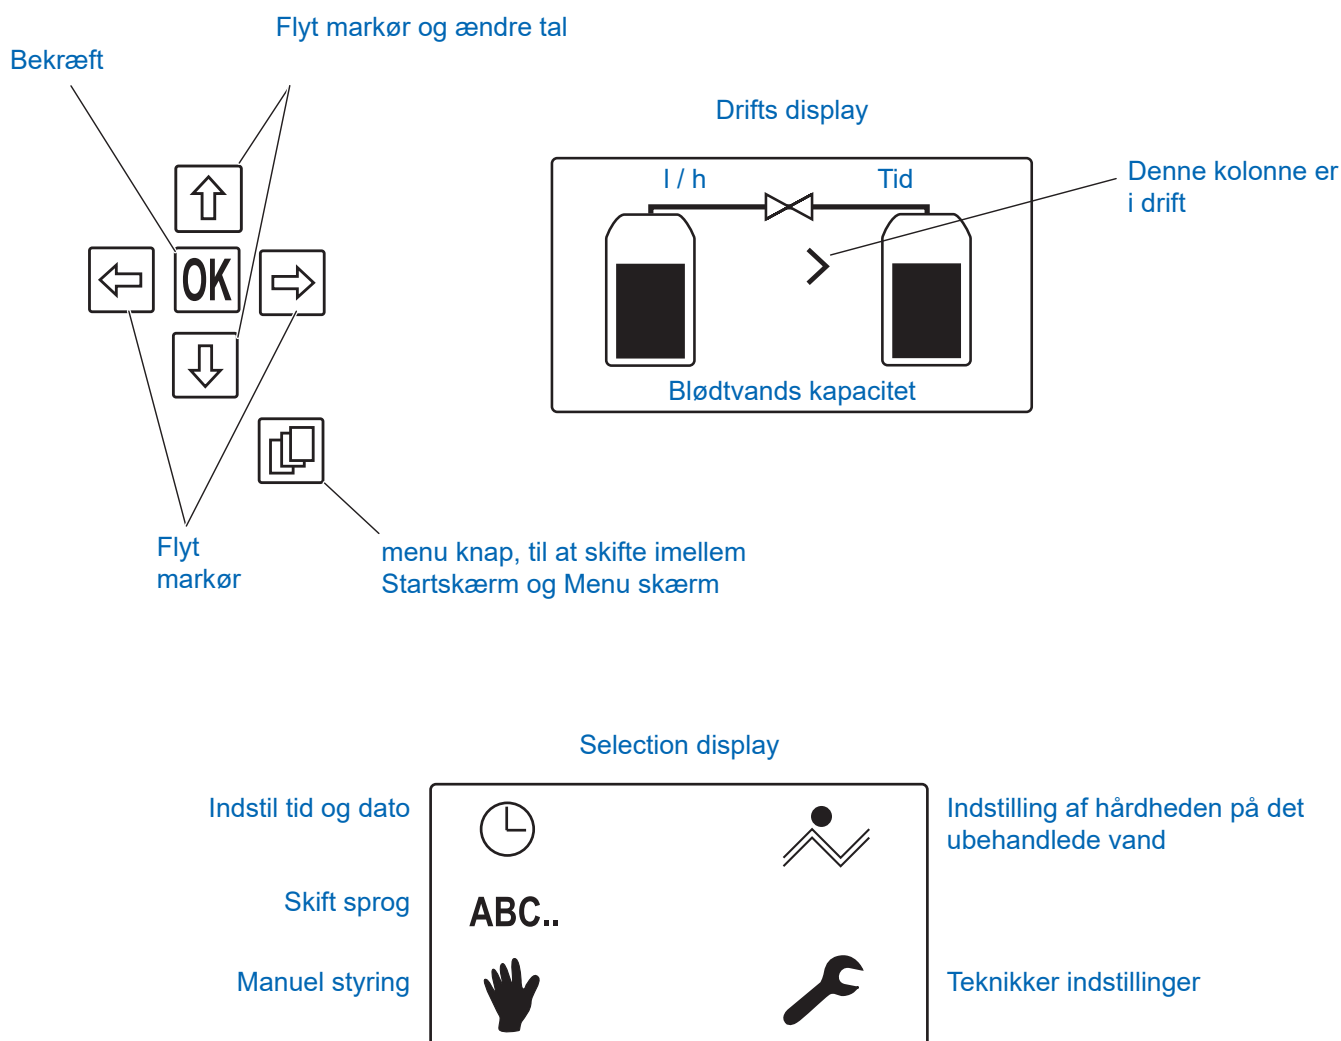 Flyt markør og ændre tal
Bekræft
OK
Flyt
markør
menu knap, til at skifte imellem
Startskærm og Menu skærm
Drifts display
l / h
Tid
Denne kolonne er
i drift
Blødtvands kapacitet
Selection display
Indstil tid og dato
Indstilling af hårdheden på det
ubehandlede vand
Skift sprog
ABC..
Manuel styring
Teknikker indstillinger